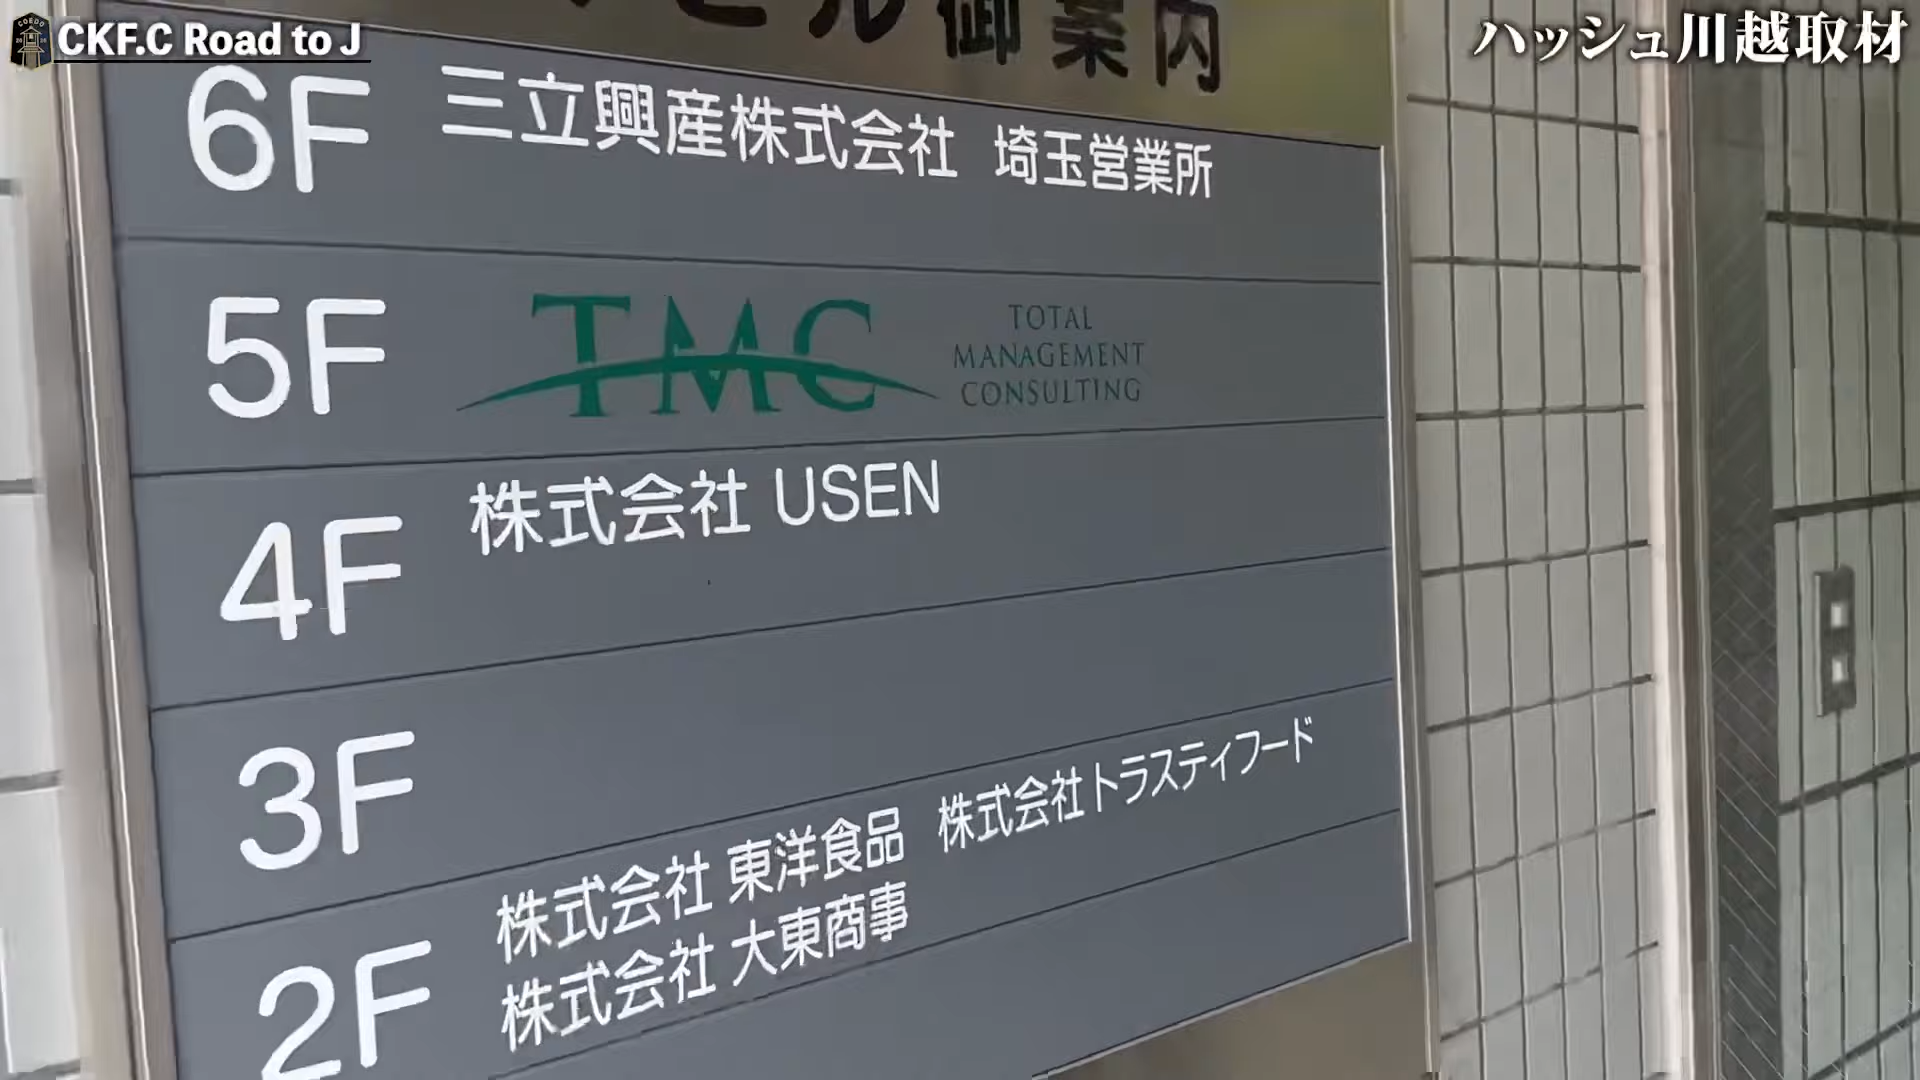 CKF.C Road to J
ハッシュ川越取材
COEDO
ビル御案内
6F 三立興産株式会社 埼玉営業所
5F TMC TOTAL
MANAGEMENT
CONSULTING
4F 株式会社 USEN
3F
2F 株式会社 東洋食品 株式会社トラスティフード
株式会社 大東商事